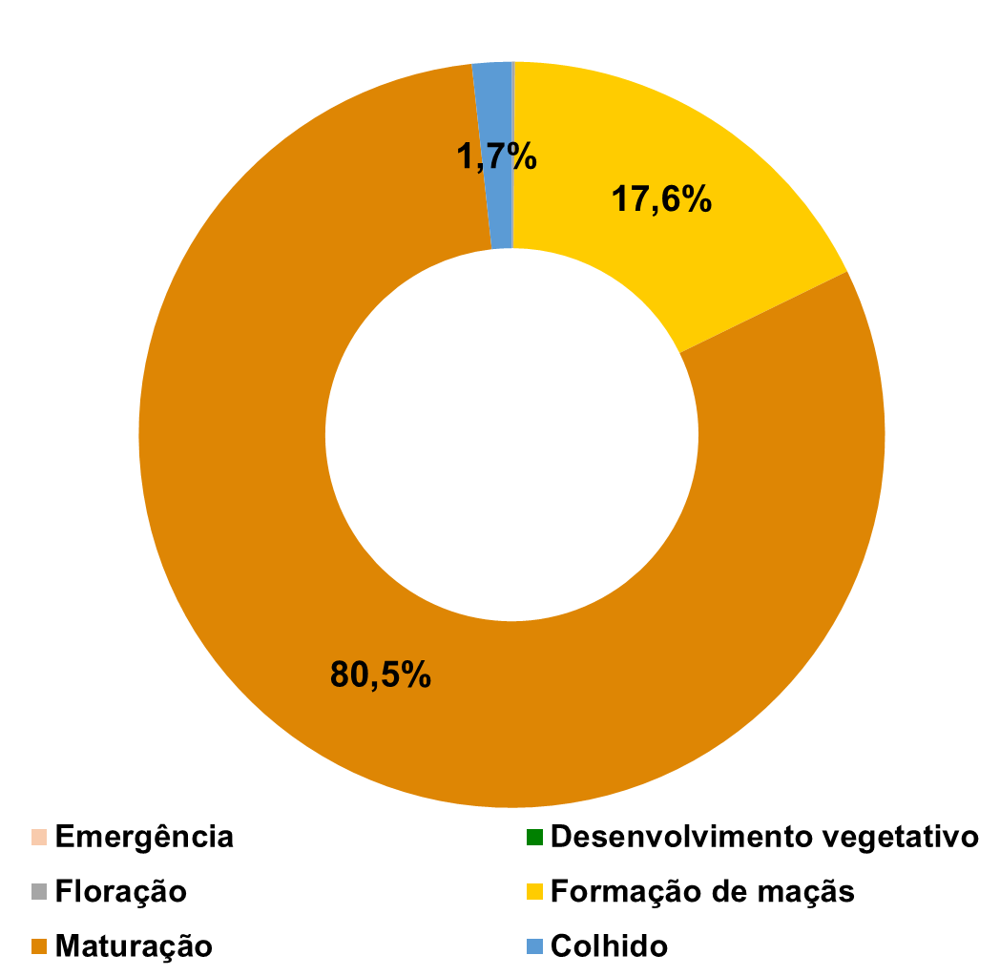 1,7%
17,6%
80,5%
Emergência
Desenvolvimento vegetativo
Floração
Formação de maçãs
Maturação
Colhido